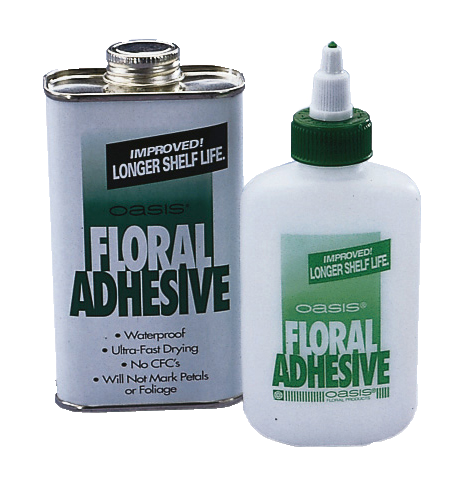 IMPROVED!
LONGER SHELF LIFE.
OASIS®
FLORAL
ADHESIVE
• Waterproof
• Ultra-Fast Drying
• No CFC's
• Will Not Mark Petals
or Foliage
IMPROVED!
LONGER SHELF LIFE.
OASIS®
FLORAL
ADHESIVE
OASIS®
FLORAL PRODUCTS